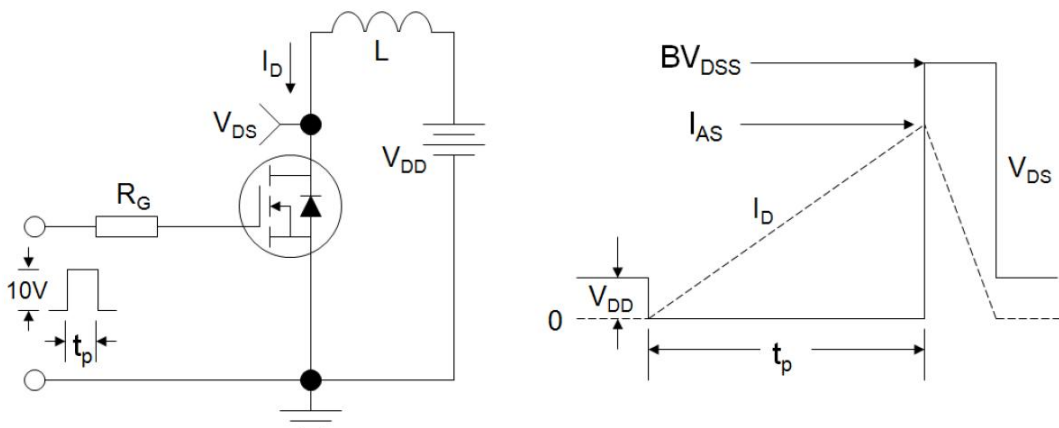 I_D
L
V_DS
V_DD
R_G
10V
t_p
BV_DSS
I_AS
V_DS
I_D
V_DD
0
t_p